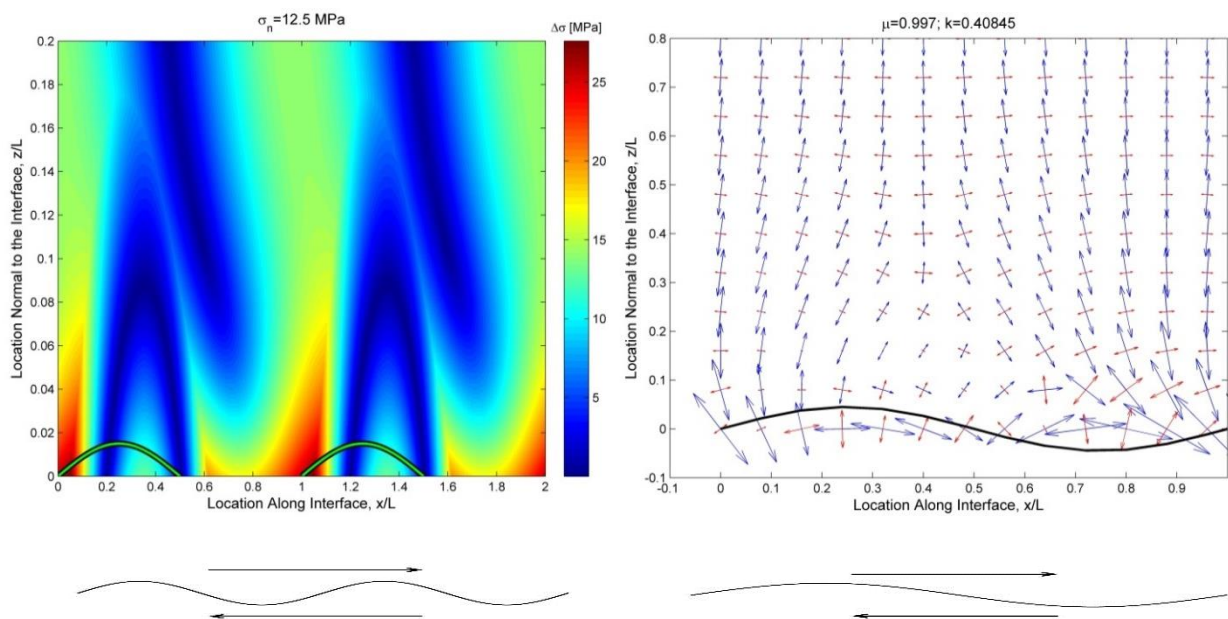 σn=12.5 MPa
Δσ [MPa]
0.2
0.18
0.16
0.14
0.12
0.1
0.08
0.06
0.04
0.02
0
Location Normal to the Interface, z/L
0 0.2 0.4 0.6 0.8 1 1.2 1.4 1.6 1.8 2
Location Along Interface, x/L
25
20
15
10
5
μ=0.997; k=0.40845
0.8
0.7
0.6
0.5
0.4
0.3
0.2
0.1
0
-0.1
Location Normal to the Interface, z/L
-0.1 0 0.1 0.2 0.3 0.4 0.5 0.6 0.7 0.8 0.9
Location Along Interface, x/L